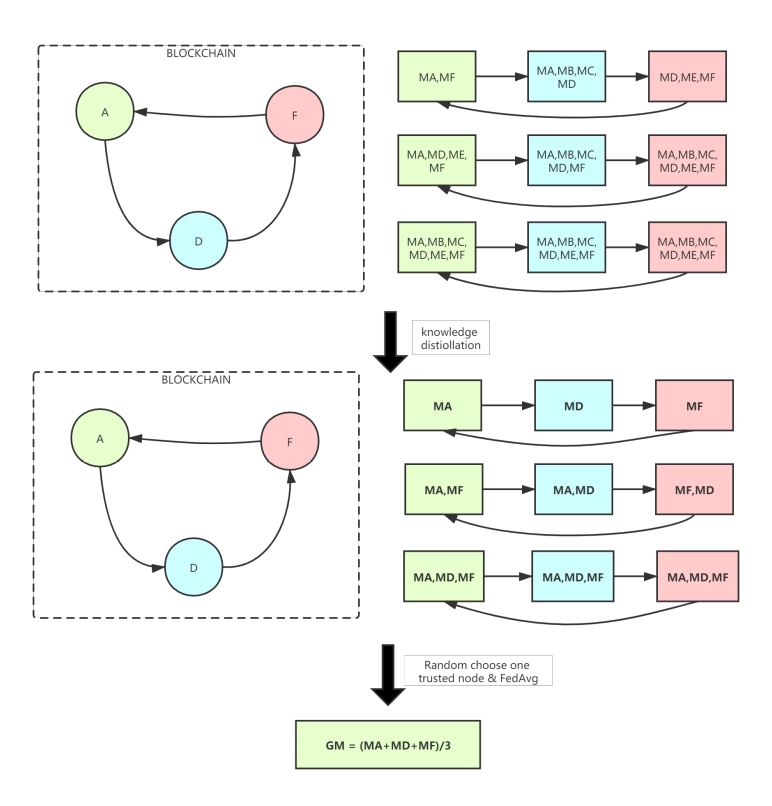 BLOCKCHAIN
A
F
D
MA,MF
MA,MB,MC,
MD
MD,ME,MF
MA,MD,ME,
MF
MA,MB,MC,
MD,MF
MA,MB,MC,
MD,ME,MF
MA,MB,MC,
MD,ME,MF
MA,MB,MC,
MD,ME,MF
MA,MB,MC,
MD,ME,MF
knowledge
distiollation
BLOCKCHAIN
A
F
D
MA
MD
MF
MA,MF
MA,MD
MF,MD
MA,MD,MF
MA,MD,MF
MA,MD,MF
Random choose one
trusted node & FedAvg
GM = (MA+MD+MF)/3